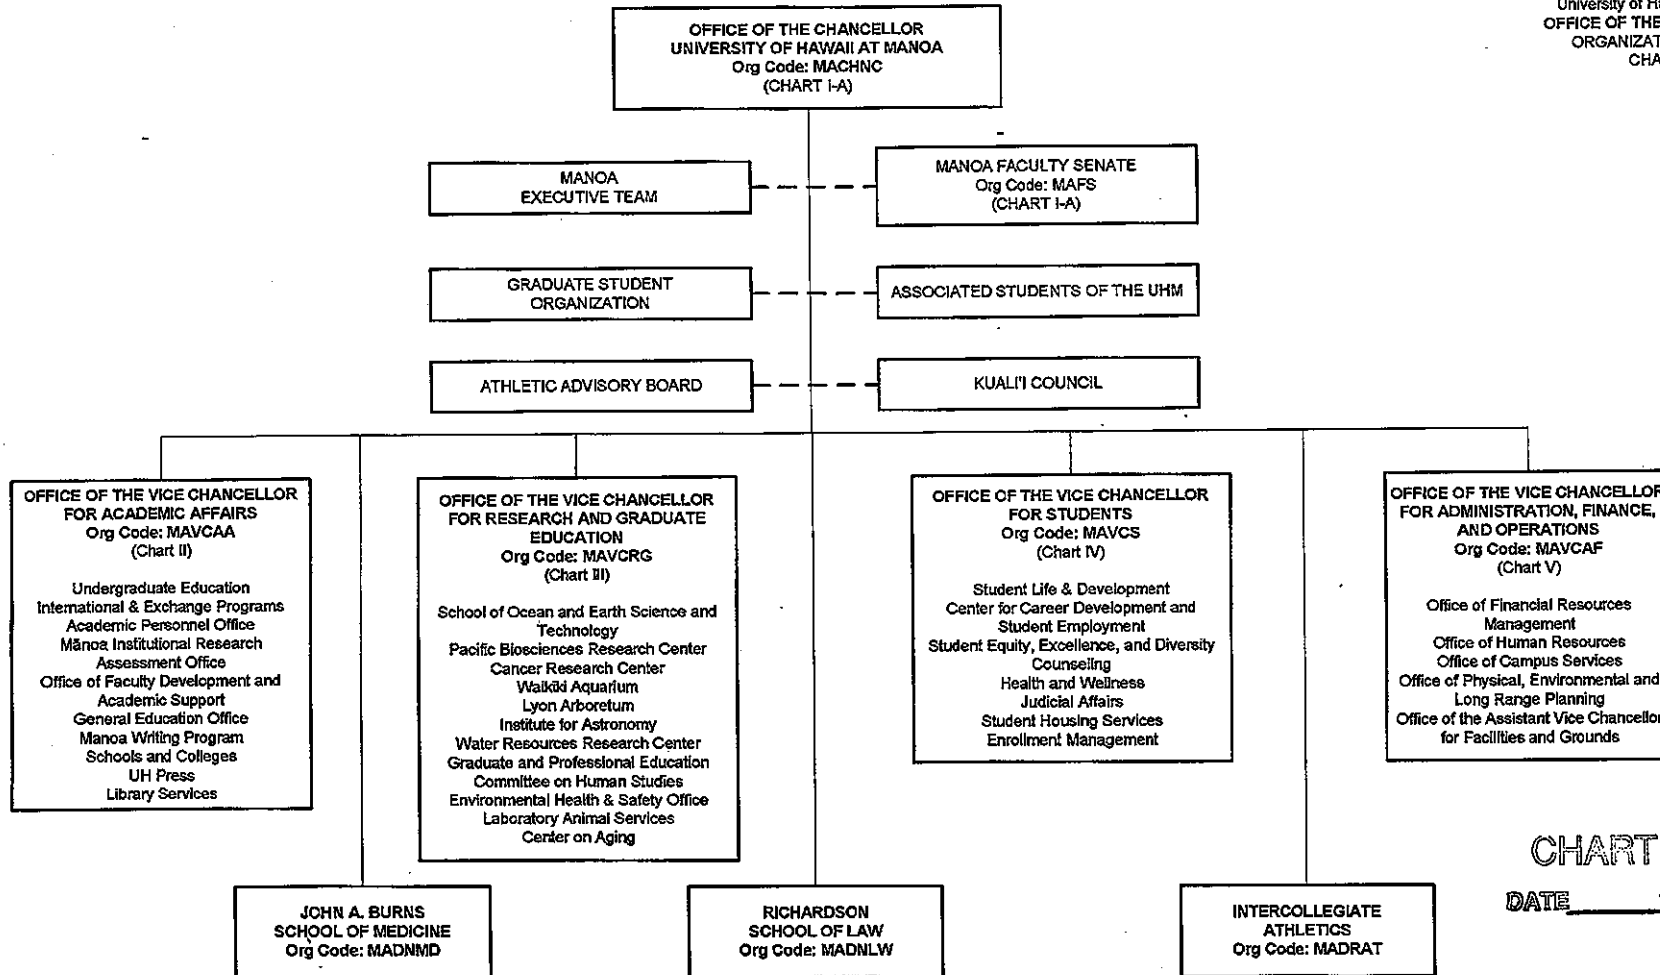 OFFICE OF THE CHANCELLOR
UNIVERSITY OF HAWAII AT MANOA
Org Code: MACHNC
(CHART I-A)
University of H
OFFICE OF THE
ORGANIZAT
CHA
MANOA
EXECUTIVE TEAM
MANOA FACULTY SENATE
Org Code: MAFS
(CHART I-A)
GRADUATE STUDENT
ORGANIZATION
ASSOCIATED STUDENTS OF THE UHM
ATHLETIC ADVISORY BOARD
KUALI'I COUNCIL
OFFICE OF THE VICE CHANCELLOR
FOR ACADEMIC AFFAIRS
Org Code: MAVCAA
(Chart II)
Undergraduate Education
International & Exchange Programs
Academic Personnel Office
Mānoa Institutional Research
Assessment Office
Office of Faculty Development and
Academic Support
General Education Office
Manoa Writing Program
Schools and Colleges
UH Press
Library Services
OFFICE OF THE VICE CHANCELLOR
FOR RESEARCH AND GRADUATE
EDUCATION
Org Code: MAVCRG
(Chart III)
School of Ocean and Earth Science and
Technology
Pacific Biosciences Research Center
Cancer Research Center
Waikiki Aquarium
Lyon Arboretum
Institute for Astronomy
Water Resources Research Center
Graduate and Professional Education
Committee on Human Studies
Environmental Health & Safety Office
Laboratory Animal Services
Center on Aging
OFFICE OF THE VICE CHANCELLOR
FOR STUDENTS
Org Code: MAVCS
(Chart IV)
Student Life & Development
Center for Career Development and
Student Employment
Student Equity, Excellence, and Diversity
Counseling
Health and Wellness
Judicial Affairs
Student Housing Services
Enrollment Management
OFFICE OF THE VICE CHANCELLOR
FOR ADMINISTRATION, FINANCE,
AND OPERATIONS
Org Code: MAVCAF
(Chart V)
Office of Financial Resources
Management
Office of Human Resources
Office of Campus Services
Office of Physical, Environmental and
Long Range Planning
Office of the Assistant Vice Chancellor
for Facilities and Grounds
JOHN A. BURNS
SCHOOL OF MEDICINE
Org Code: MADNMD
RICHARDSON
SCHOOL OF LAW
Org Code: MADNLW
INTERCOLLEGIATE
ATHLETICS
Org Code: MADRAT
CHART
DATE